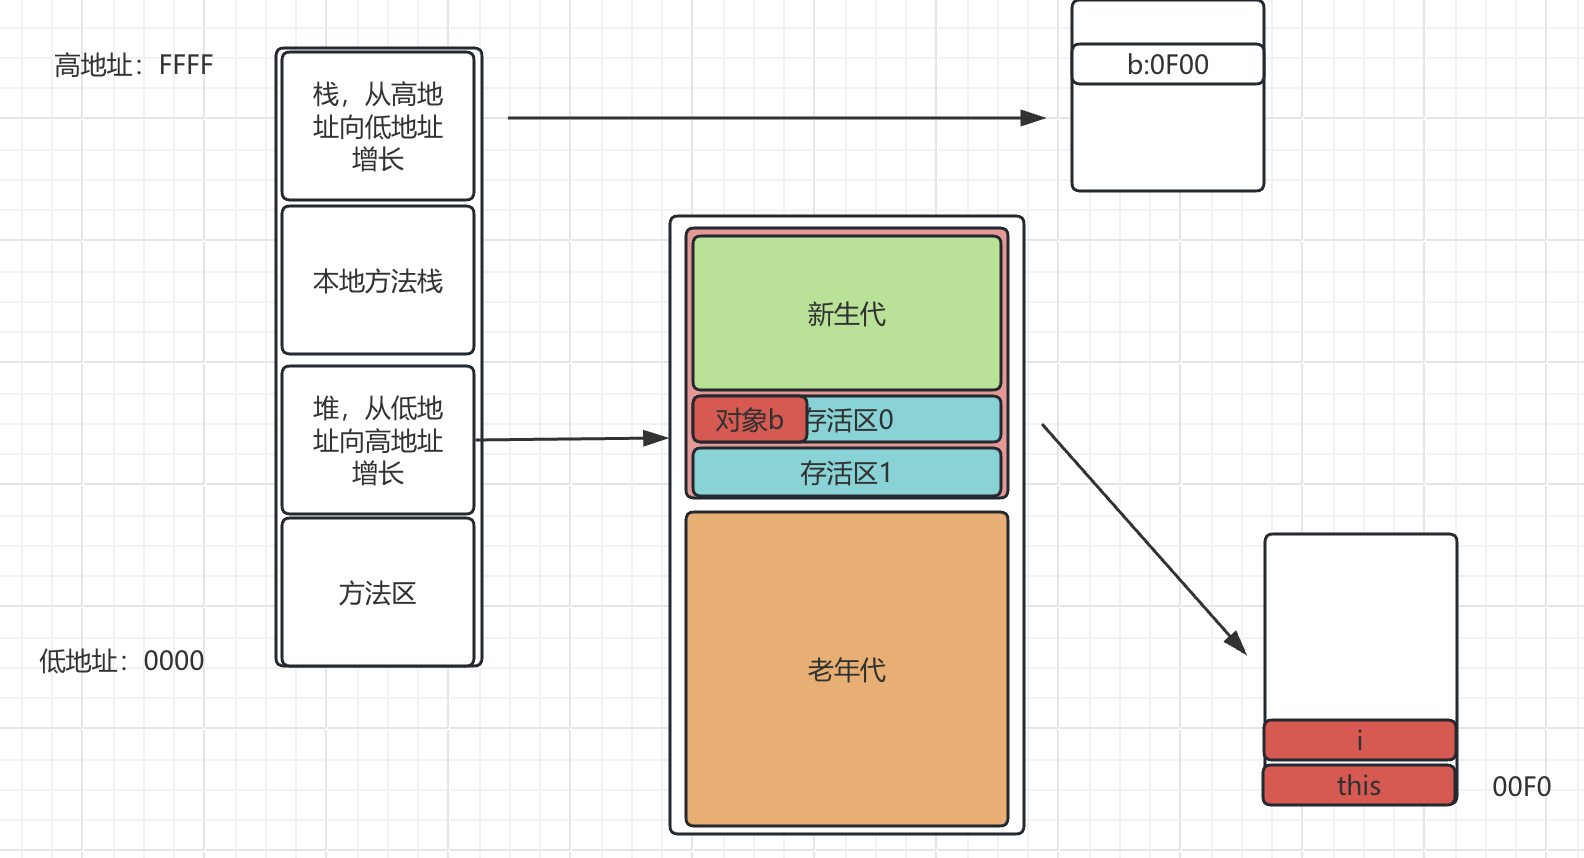 高地址：FFFF
栈，从高地
址向低地址
增长
本地方法栈
堆，从低地
址向高地址
增长
方法区
低地址：0000
b:0F00
新生代
对象b
存活区0
存活区1
老年代
i
this
00F0